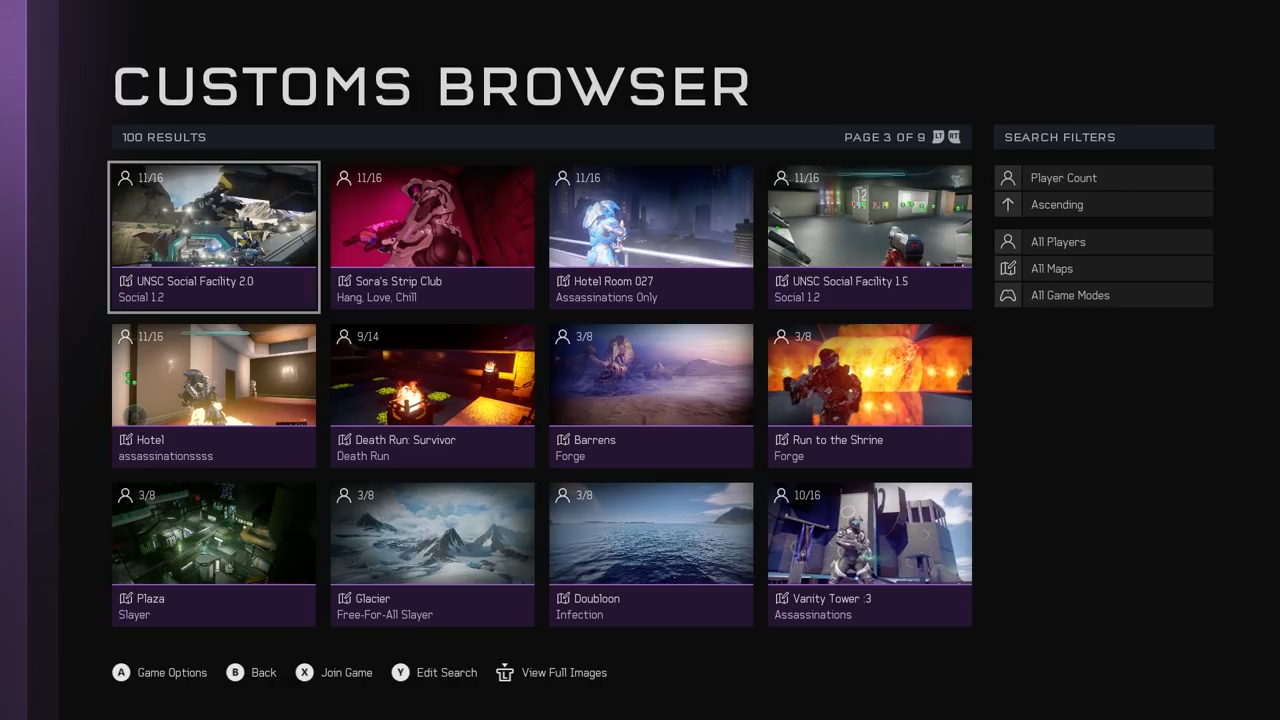 CUSTOMS BROWSER
100 RESULTS
PAGE 3 OF 9 LT RT
SEARCH FILTERS
11/16
UNSC Social Facility 2.0
Social 1.2
11/16
Sora's Strip Club
Hang, Love, Chill
11/16
Hotel Room 027
Assassinations Only
11/16
12
UNSC Social Facility 1.5
Social 1.2
Player Count
Ascending
All Players
All Maps
All Game Modes
11/16
Hotel
assassinationssss
9/14
Death Run: Survivor
Death Run
3/8
Barrens
Forge
3/8
Run to the Shrine
Forge
3/8
Plaza
Slayer
3/8
Glacier
Free-For-All Slayer
3/8
Doubloon
Infection
10/16
Vanity Tower :3
Assassinations
A Game Options
B Back
X Join Game
Y Edit Search
LT View Full Images